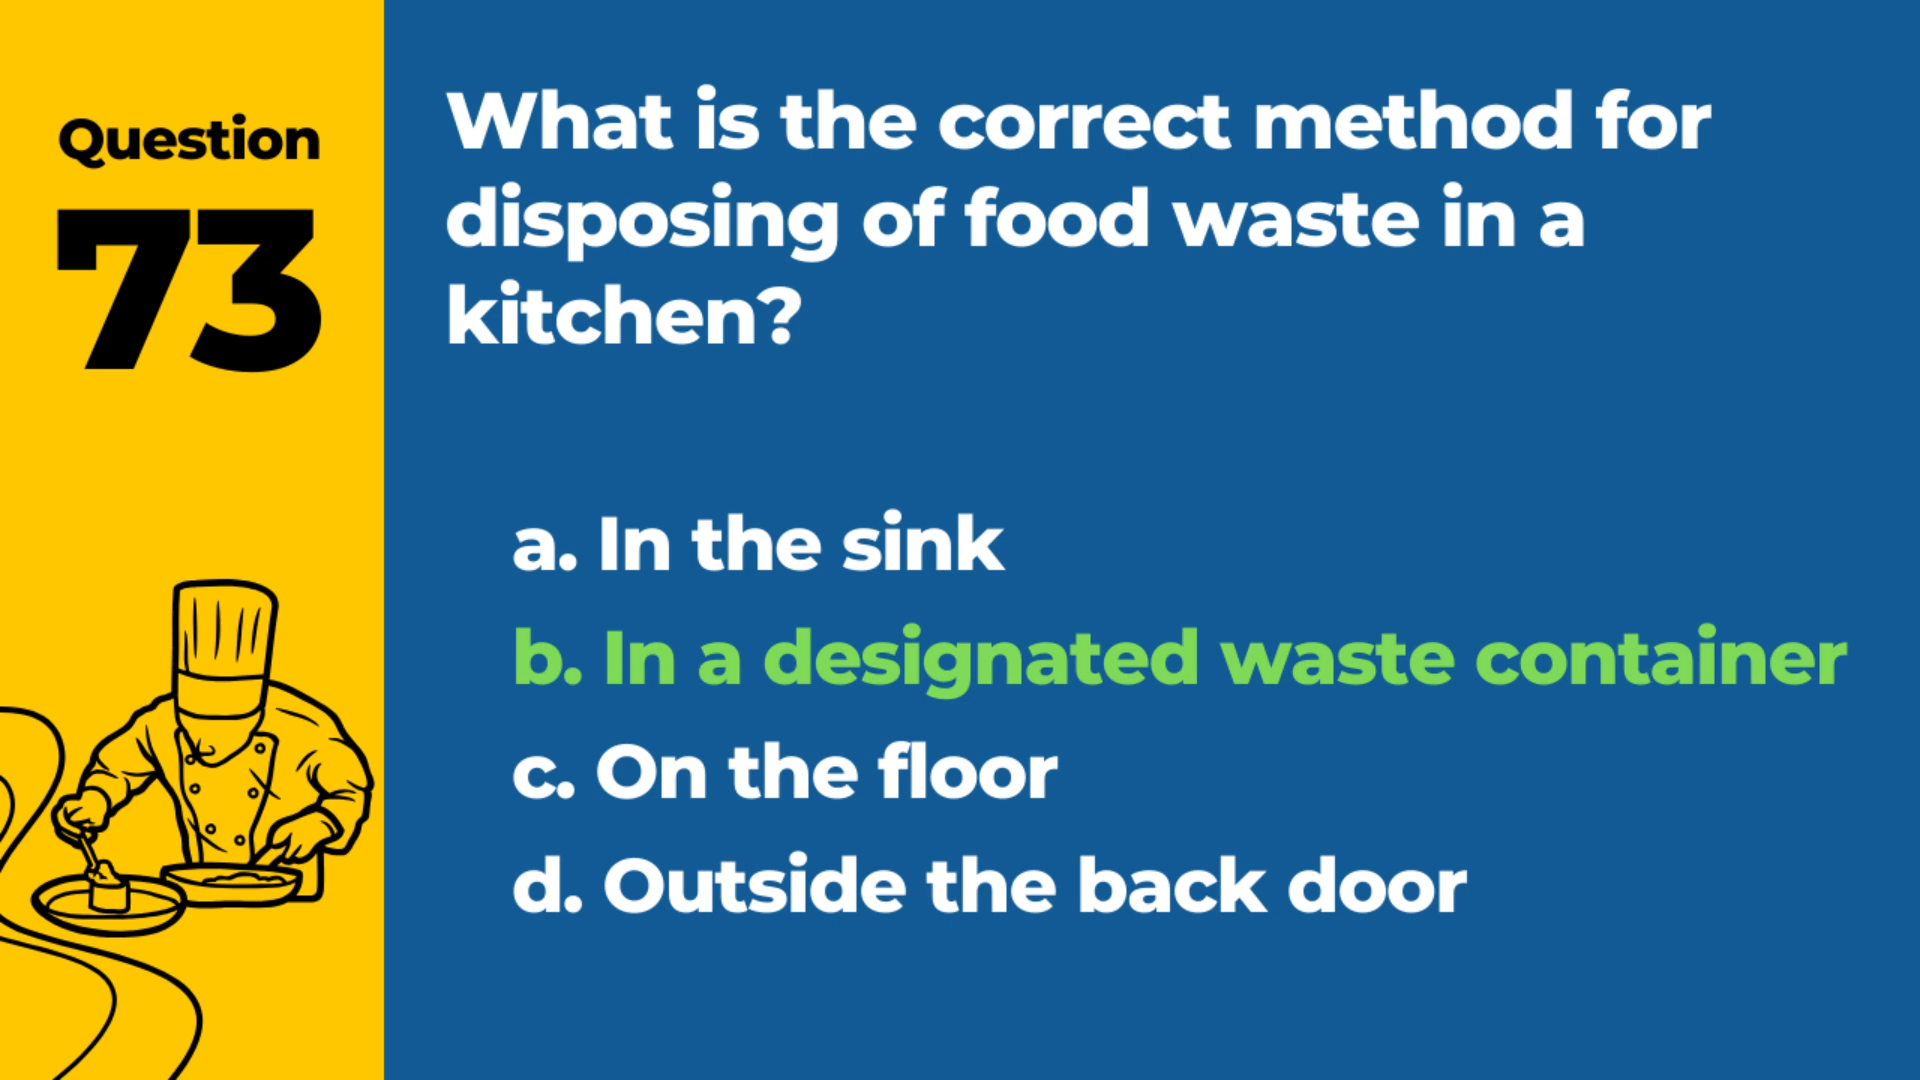 Question
73
What is the correct method for
disposing of food waste in a
kitchen?
a. In the sink
b. In a designated waste container
c. On the floor
d. Outside the back door